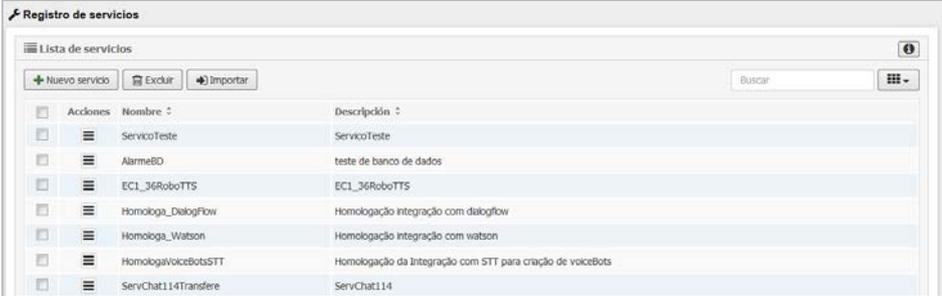 Registro de servicios
Lista de servicios
Nuevo servicio Excluir Importar Buscar
Acciones Nombre Descripción
ServicoTeste ServicoTeste
AlarmeBD teste de banco de dados
EC1_36RoboTTS EC1_36RoboTTS
Homologa_DialogFlow Homologação integração com dialogflow
Homologa_Watson Homologação integração com watson
HomologaVoiceBotsSTT Homologação da Integração com STT para criação de voiceBots
ServChat114Transfere ServChat114